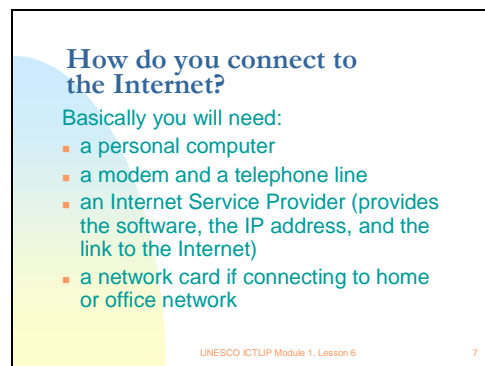 How do you connect to
the Internet?
Basically you will need:
■ a personal computer
■ a modem and a telephone line
■ an Internet Service Provider (provides
the software, the IP address, and the
link to the Internet)
■ a network card if connecting to home
or office network
UNESCO ICTLIP Module 1. Lesson 6 7